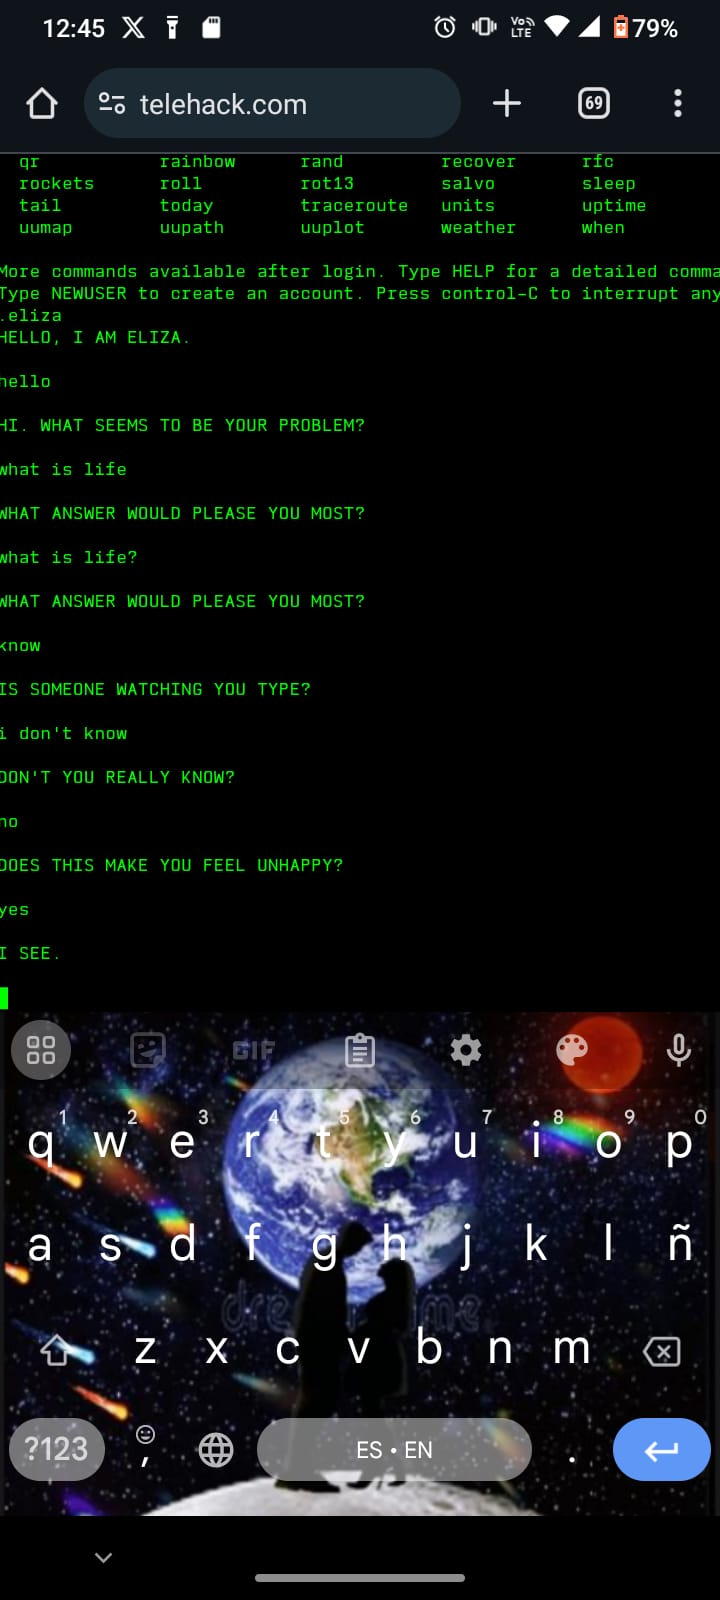 12:45 Vo LTE 79%
telehack.com 69
qr rainbow rand recover rfc
rockets roll rot13 salvo sleep
tail today traceroute units uptime
uumap uupath uuplot weather when
More commands available after login. Type HELP for a detailed comma
Type NEWUSER to create an account. Press control-C to interrupt any
.eliza
HELLO, I AM ELIZA.
hello
HI. WHAT SEEMS TO BE YOUR PROBLEM?
what is life
WHAT ANSWER WOULD PLEASE YOU MOST?
what is life?
WHAT ANSWER WOULD PLEASE YOU MOST?
know
IS SOMEONE WATCHING YOU TYPE?
i don't know
DON'T YOU REALLY KNOW?
no
DOES THIS MAKE YOU FEEL UNHAPPY?
yes
I SEE.
GIF
1 2 3 4 5 6 7 8 9 0
q w e r t y u i o p
a s d f g h j k l ñ
z x c v b n m
?123 , ES • EN .